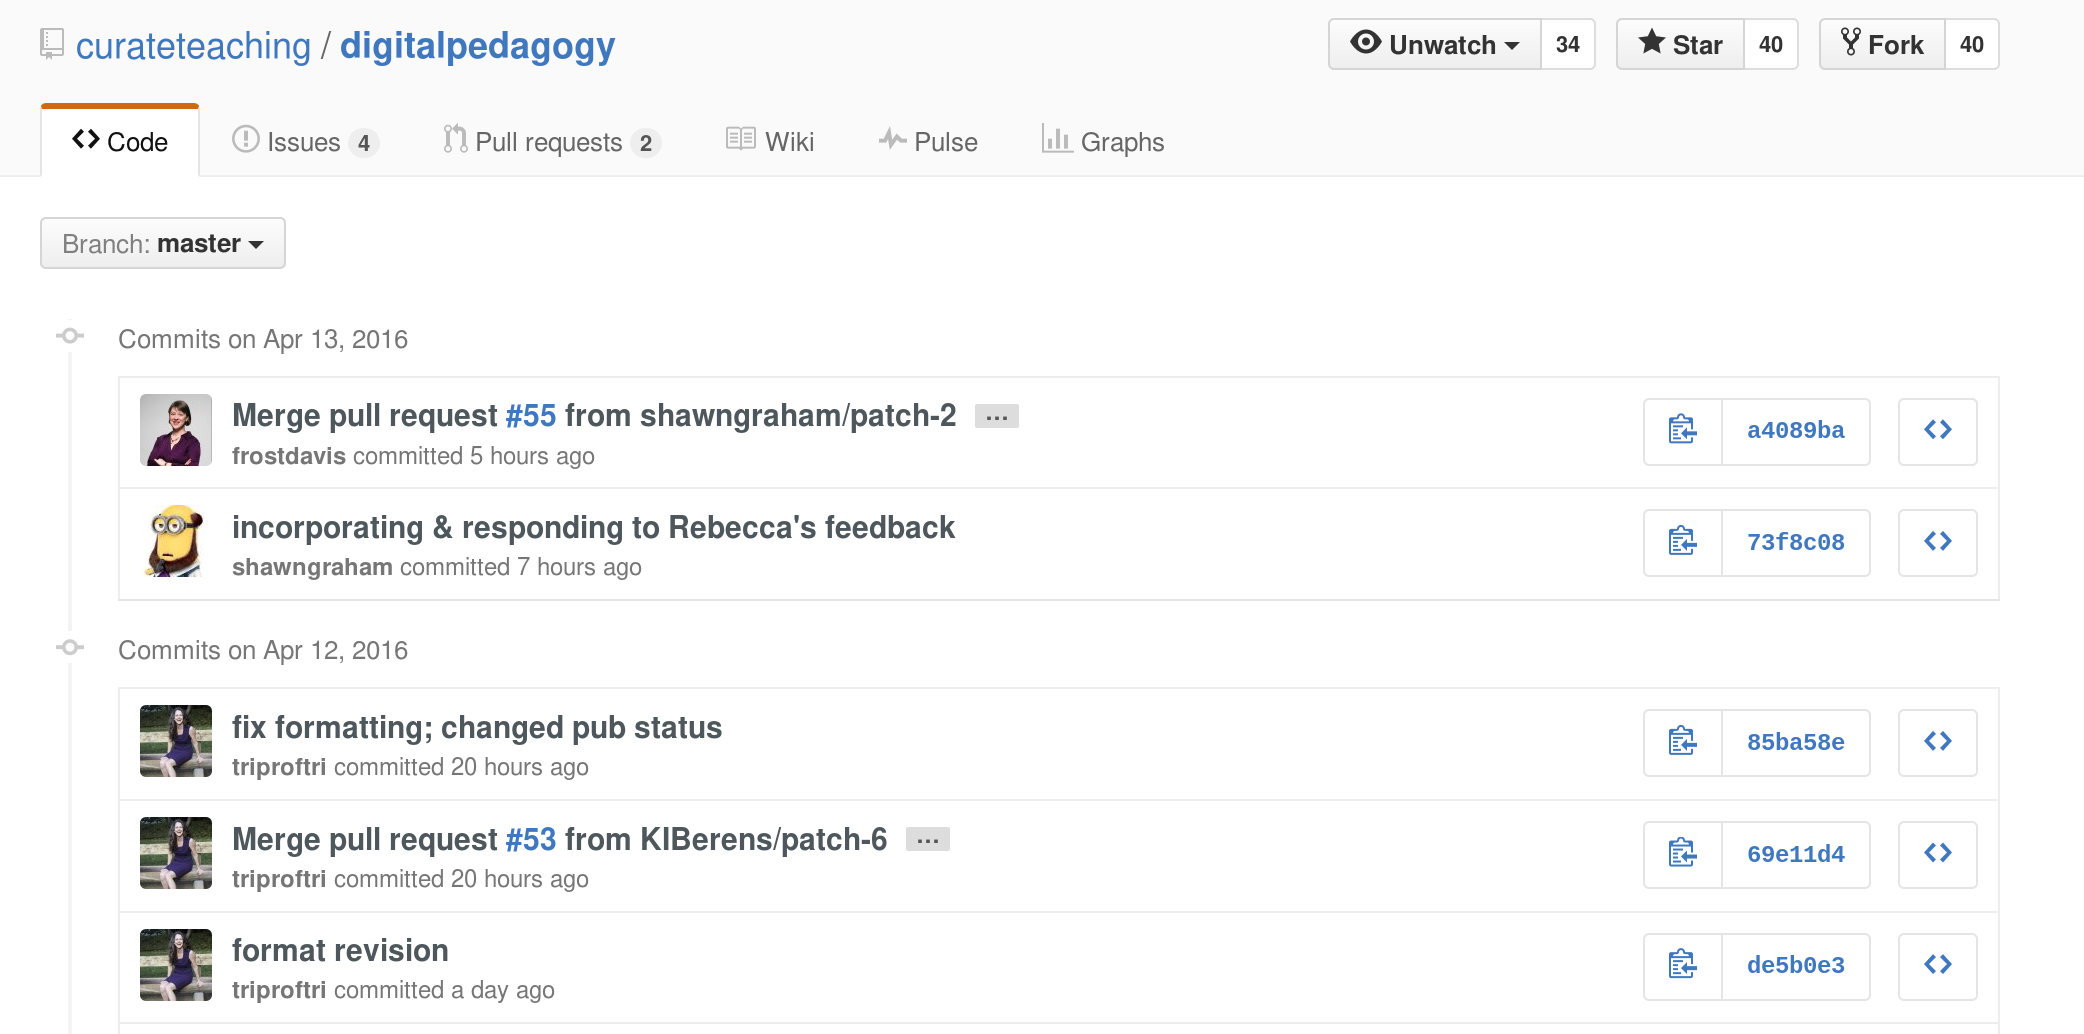 curateteaching / digitalpedagogy
Unwatch 34
Star 40
Fork 40
Code
Issues 4
Pull requests 2
Wiki
Pulse
Graphs
Branch: master
Commits on Apr 13, 2016
Merge pull request #55 from shawngraham/patch-2 ...
frostdavis committed 5 hours ago
a4089ba
incorporating & responding to Rebecca's feedback
shawngraham committed 7 hours ago
73f8c08
Commits on Apr 12, 2016
fix formatting; changed pub status
triproftri committed 20 hours ago
85ba58e
Merge pull request #53 from KIBerens/patch-6 ...
triproftri committed 20 hours ago
69e11d4
format revision
triproftri committed a day ago
de5b0e3